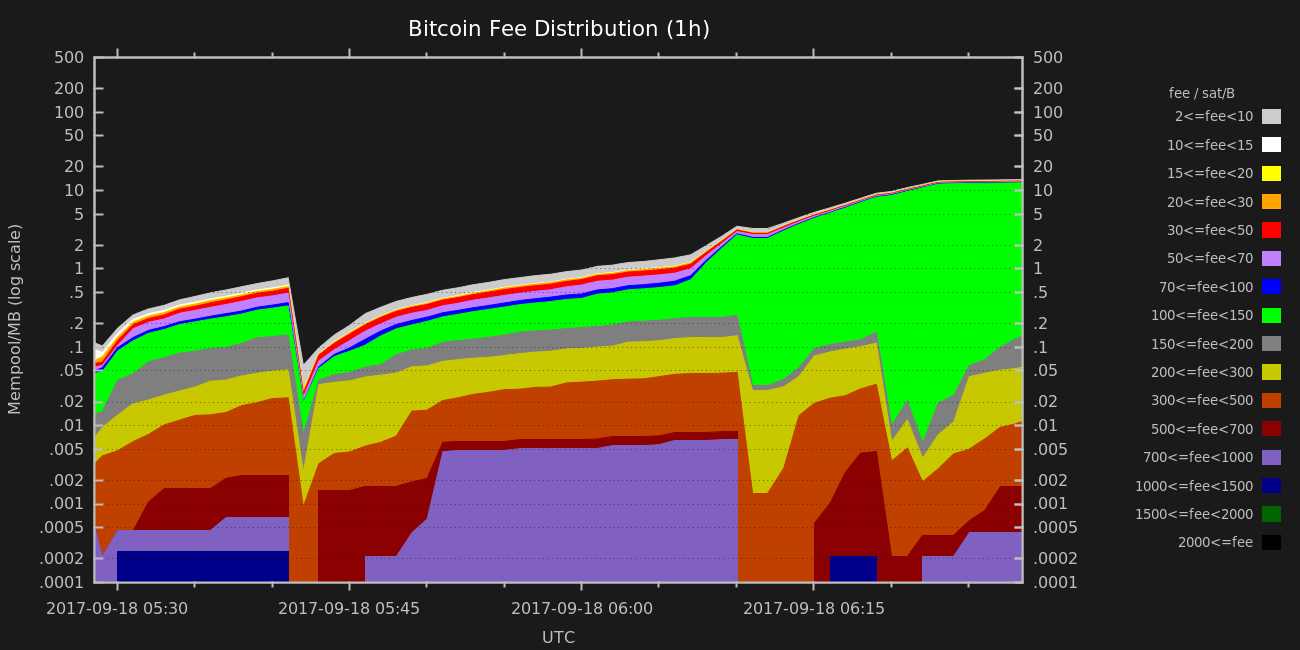 Bitcoin Fee Distribution (1h)
Mempool/MB (log scale)
500
200
100
50
20
10
5
2
1
.5
.2
.1
.05
.02
.01
.005
.002
.001
.0005
.0002
.0001
500
200
100
50
20
10
5
2
1
.5
.2
.1
.05
.02
.01
.005
.002
.001
.0005
.0002
.0001
2017-09-18 05:30
2017-09-18 05:45
2017-09-18 06:00
2017-09-18 06:15
UTC
fee / sat/B
2<=fee<10
10<=fee<15
15<=fee<20
20<=fee<30
30<=fee<50
50<=fee<70
70<=fee<100
100<=fee<150
150<=fee<200
200<=fee<300
300<=fee<500
500<=fee<700
700<=fee<1000
1000<=fee<1500
1500<=fee<2000
2000<=fee